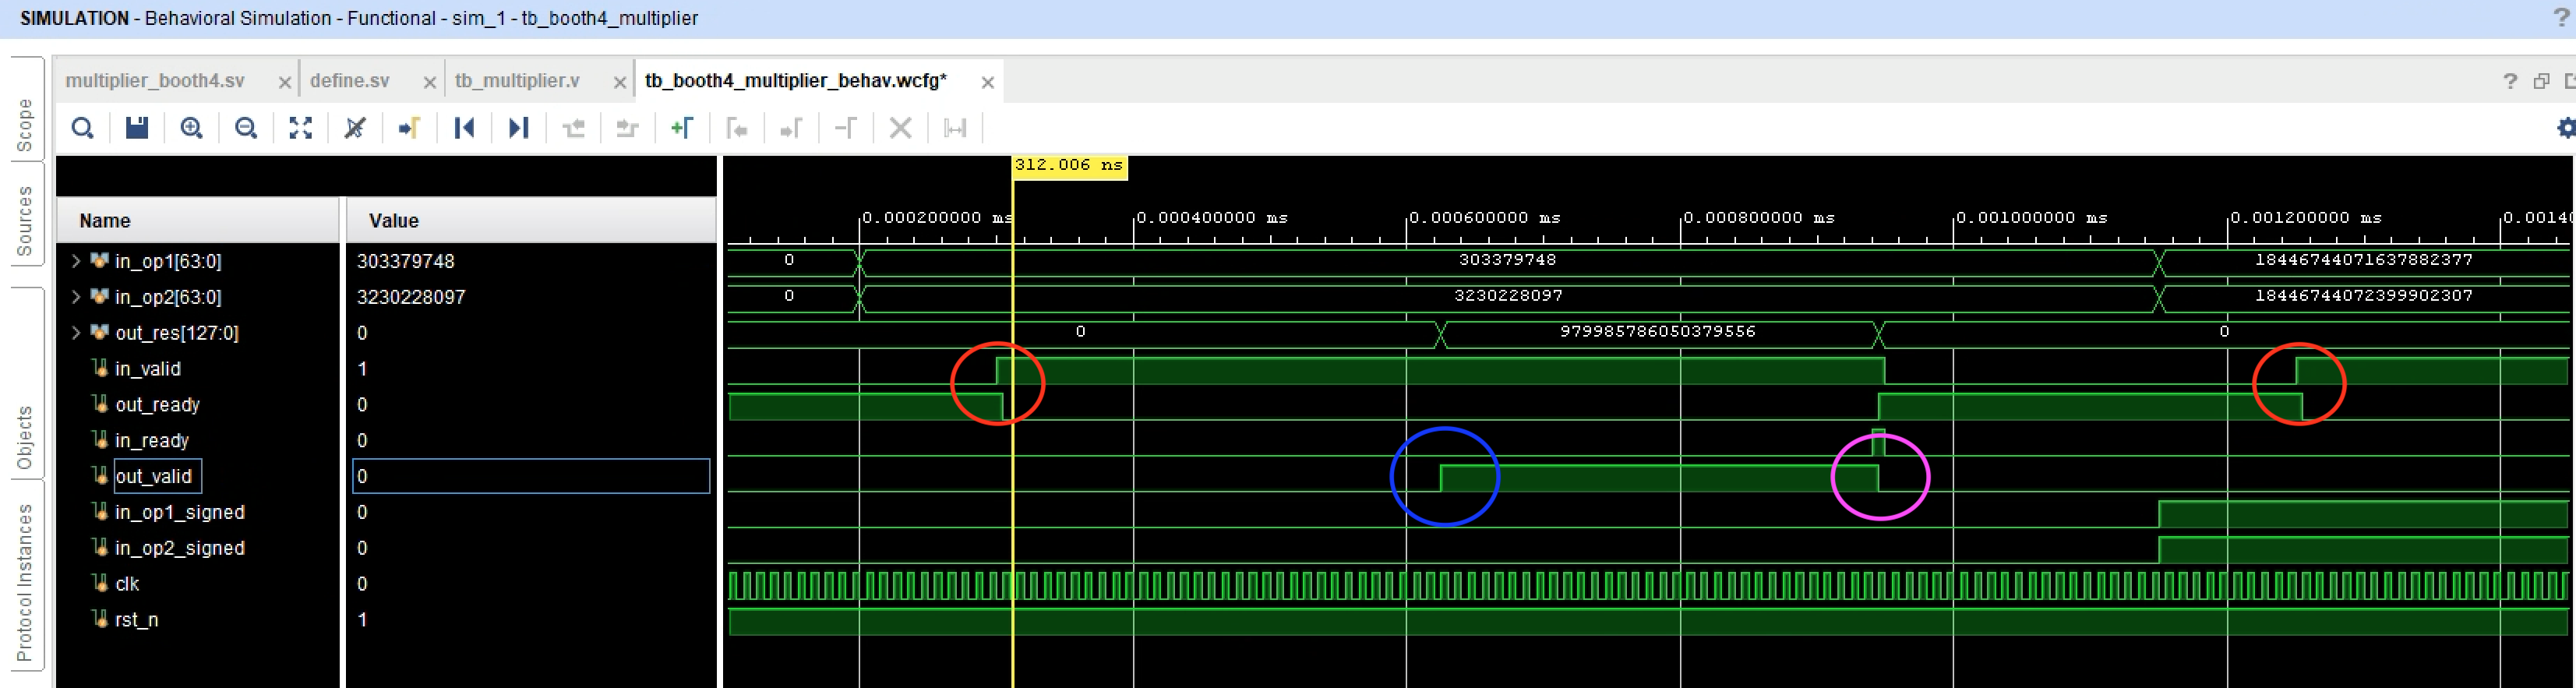 SIMULATION - Behavioral Simulation - Functional - sim_1 - tb_booth4_multiplier
?
Scope
Sources
Objects
Protocol Instances
multiplier_booth4.sv
define.sv
tb_multiplier.v
tb_booth4_multiplier_behav.wcfg*
?
312.006 ns
0.000200000 ms
0.000400000 ms
0.000600000 ms
0.000800000 ms
0.001000000 ms
0.001200000 ms
0.00140
Name Value
in_op1[63:0] 303379748 0 303379748 18446744071637882377
in_op2[63:0] 3230228097 0 3230228097 18446744072399902307
out_res[127:0] 0 0 979985786050379556 0
in_valid 1
out_ready 0
in_ready 0
out_valid 0
in_op1_signed 0
in_op2_signed 0
clk 0
rst_n 1